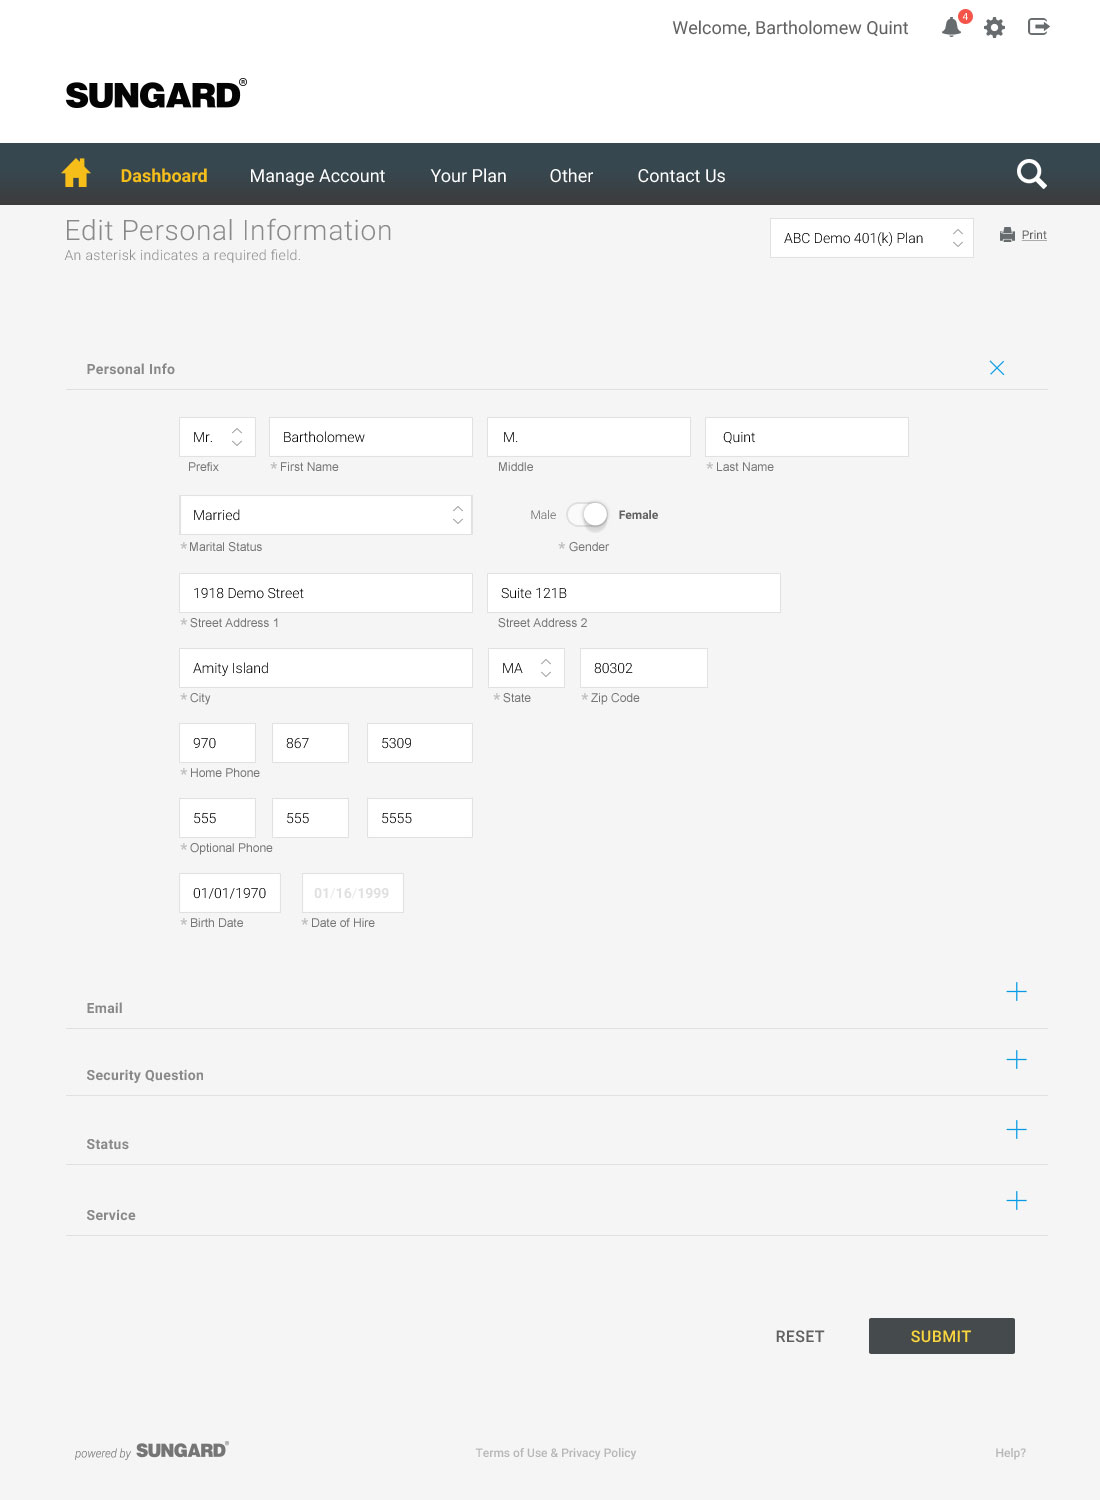 Welcome, Bartholomew Quint
4
SUNGARD®
Dashboard Manage Account Your Plan Other Contact Us
Edit Personal Information
An asterisk indicates a required field.
ABC Demo 401(k) Plan
Print
Personal Info
Mr. Bartholomew M. Quint
Prefix * First Name Middle * Last Name
Married Male Female
* Marital Status * Gender
1918 Demo Street Suite 121B
* Street Address 1 Street Address 2
Amity Island MA 80302
* City * State * Zip Code
970 867 5309
* Home Phone
555 555 5555
* Optional Phone
01/01/1970 01/16/1999
* Birth Date * Date of Hire
Email
Security Question
Status
Service
RESET SUBMIT
powered by SUNGARD® Terms of Use & Privacy Policy Help?